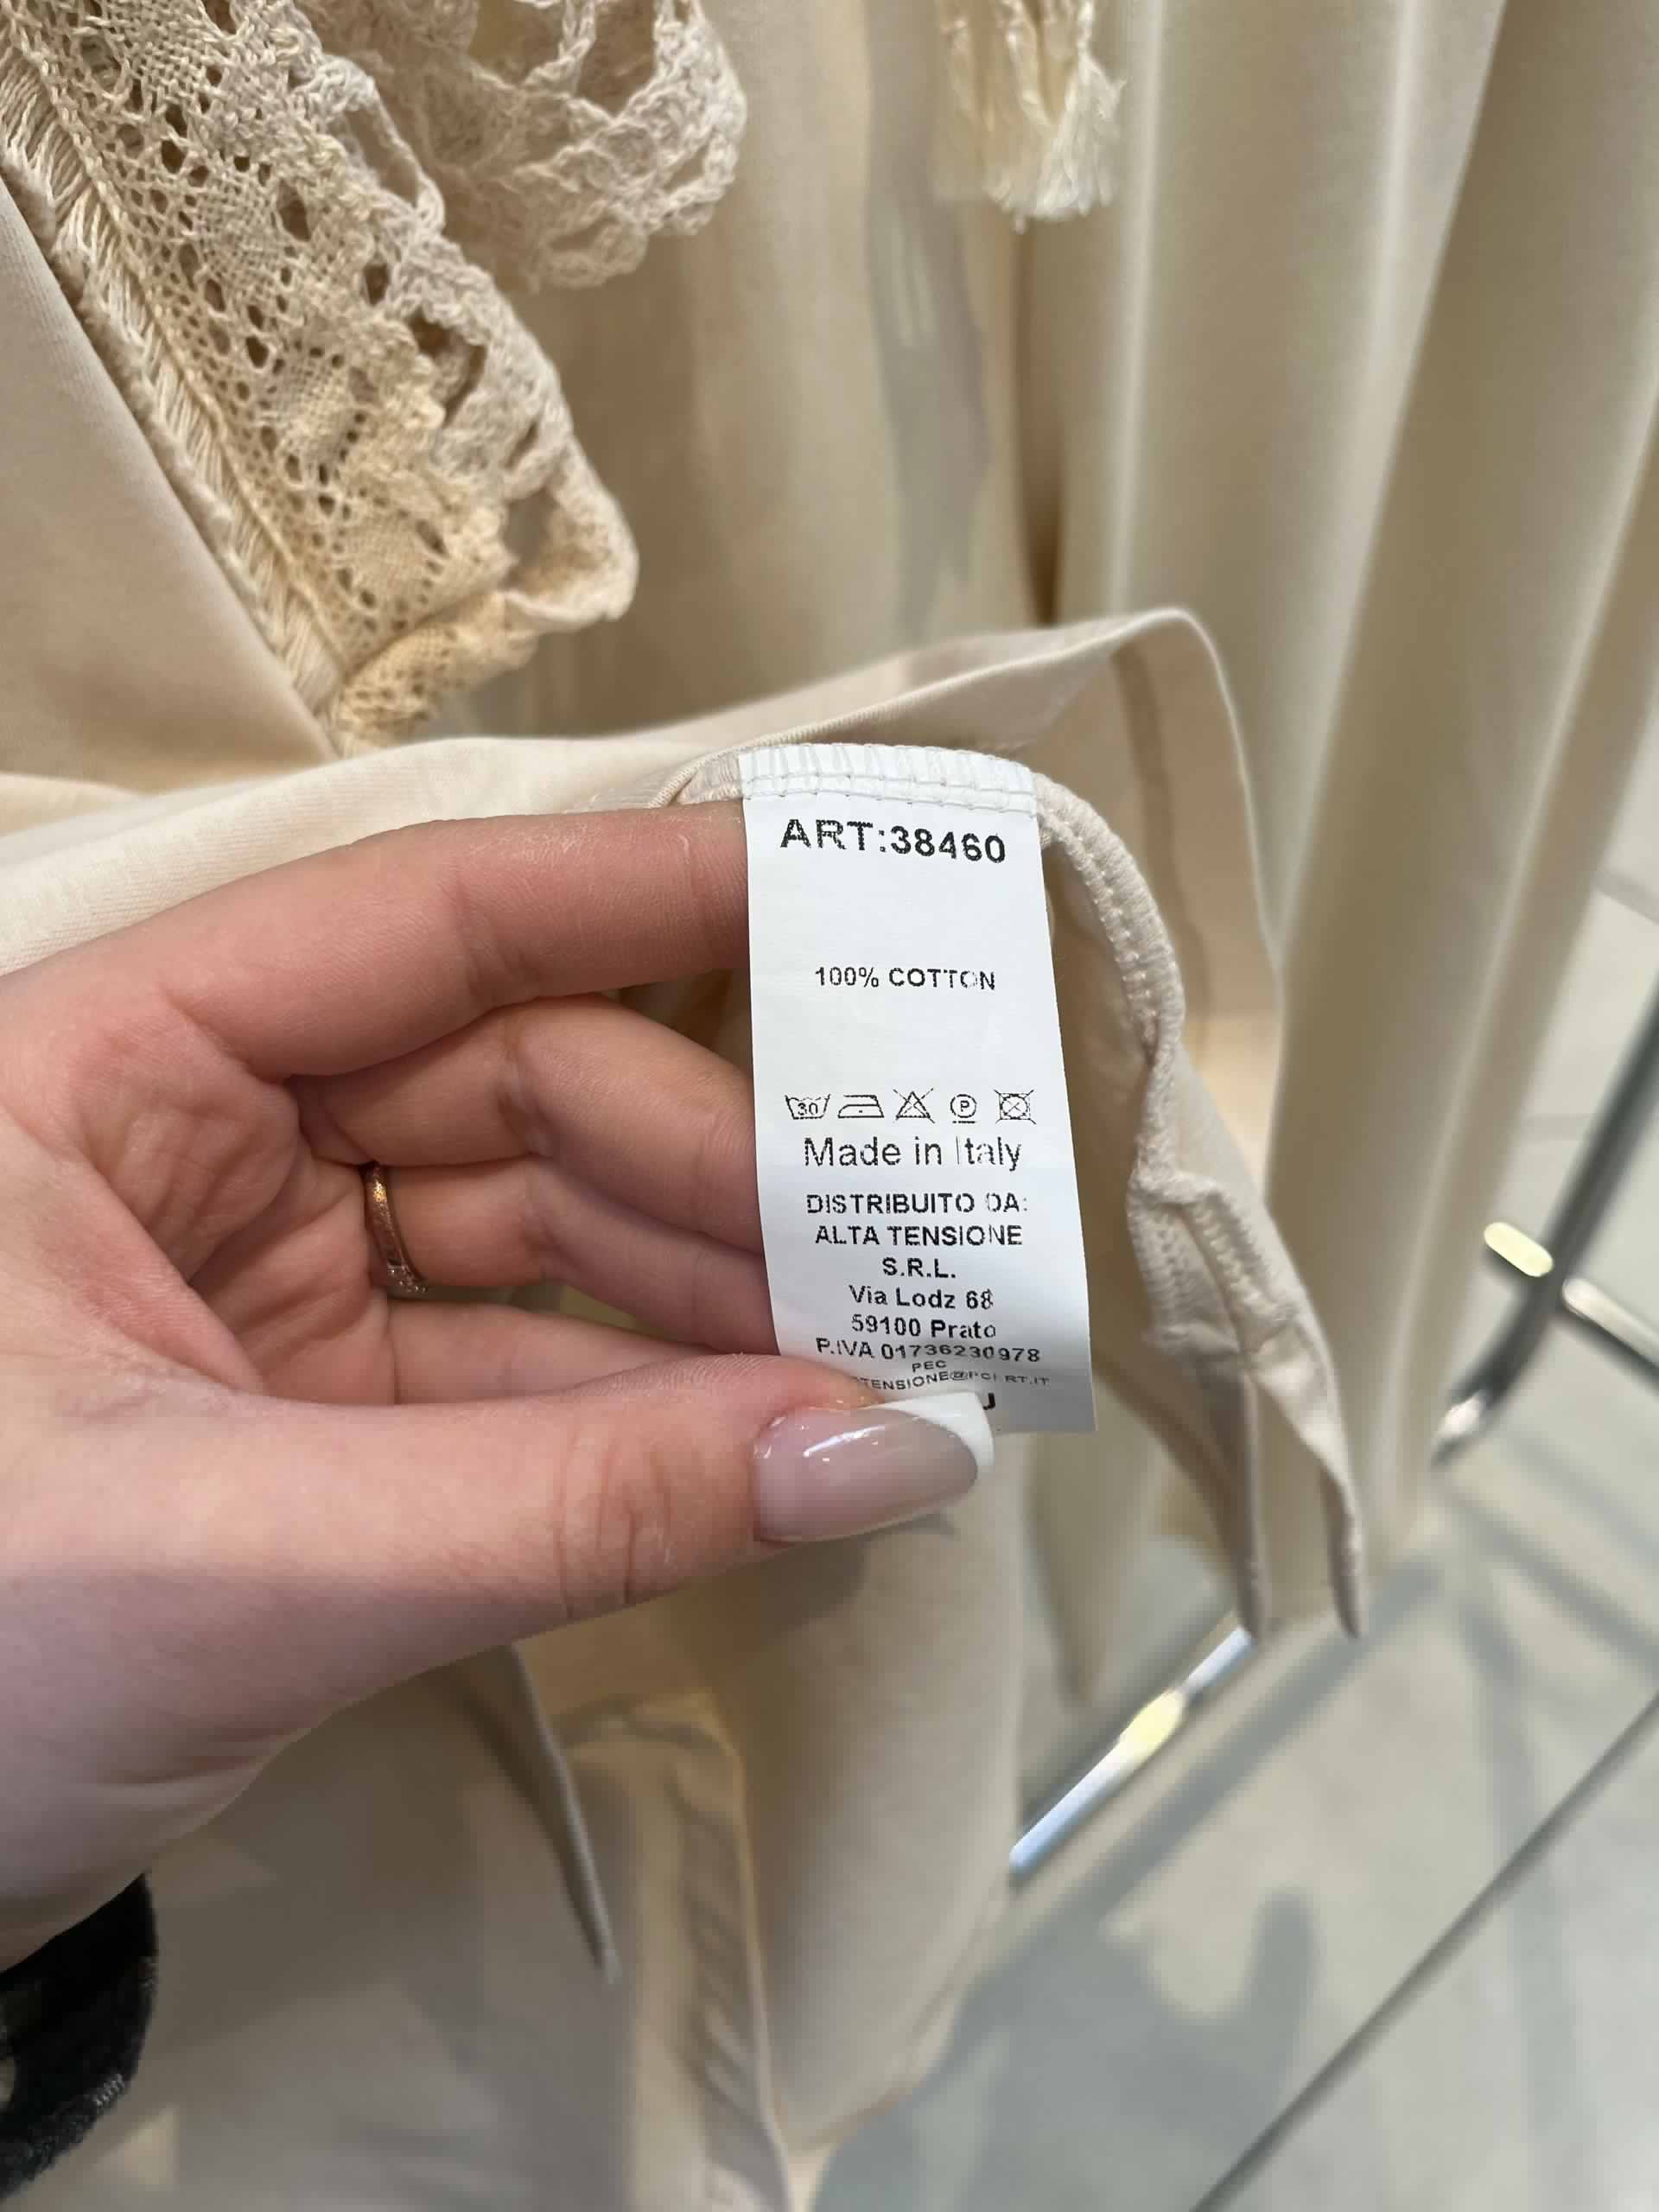 ART:38460
100% COTTON
30 P
Made in Italy
DISTRIBUITO DA:
ALTA TENSIONE
S.R.L.
Via Lodz 68
59100 Prato
P.IVA 01736230978
PEC